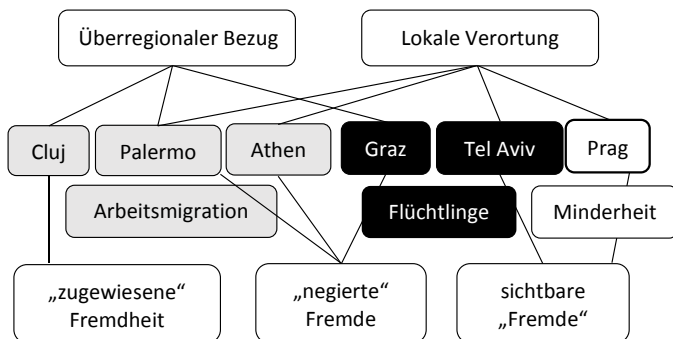 Überregionaler Bezug
Lokale Verortung
Cluj
Palermo
Athen
Graz
Tel Aviv
Prag
Arbeitsmigration
Flüchtlinge
Minderheit
„zugewiesene“
Fremdheit
„negierte“
Fremde
sichtbare
„Fremde“